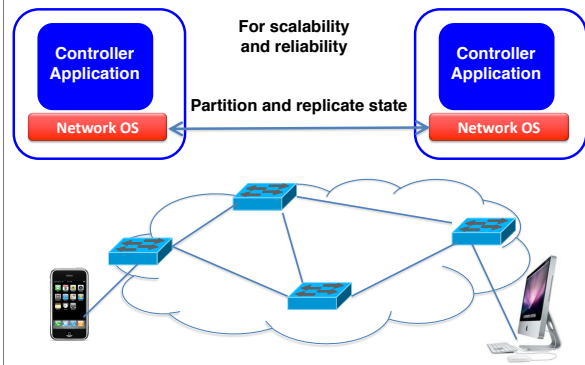 Controller
Application
Network OS
For scalability
and reliability
Partition and replicate state
Controller
Application
Network OS